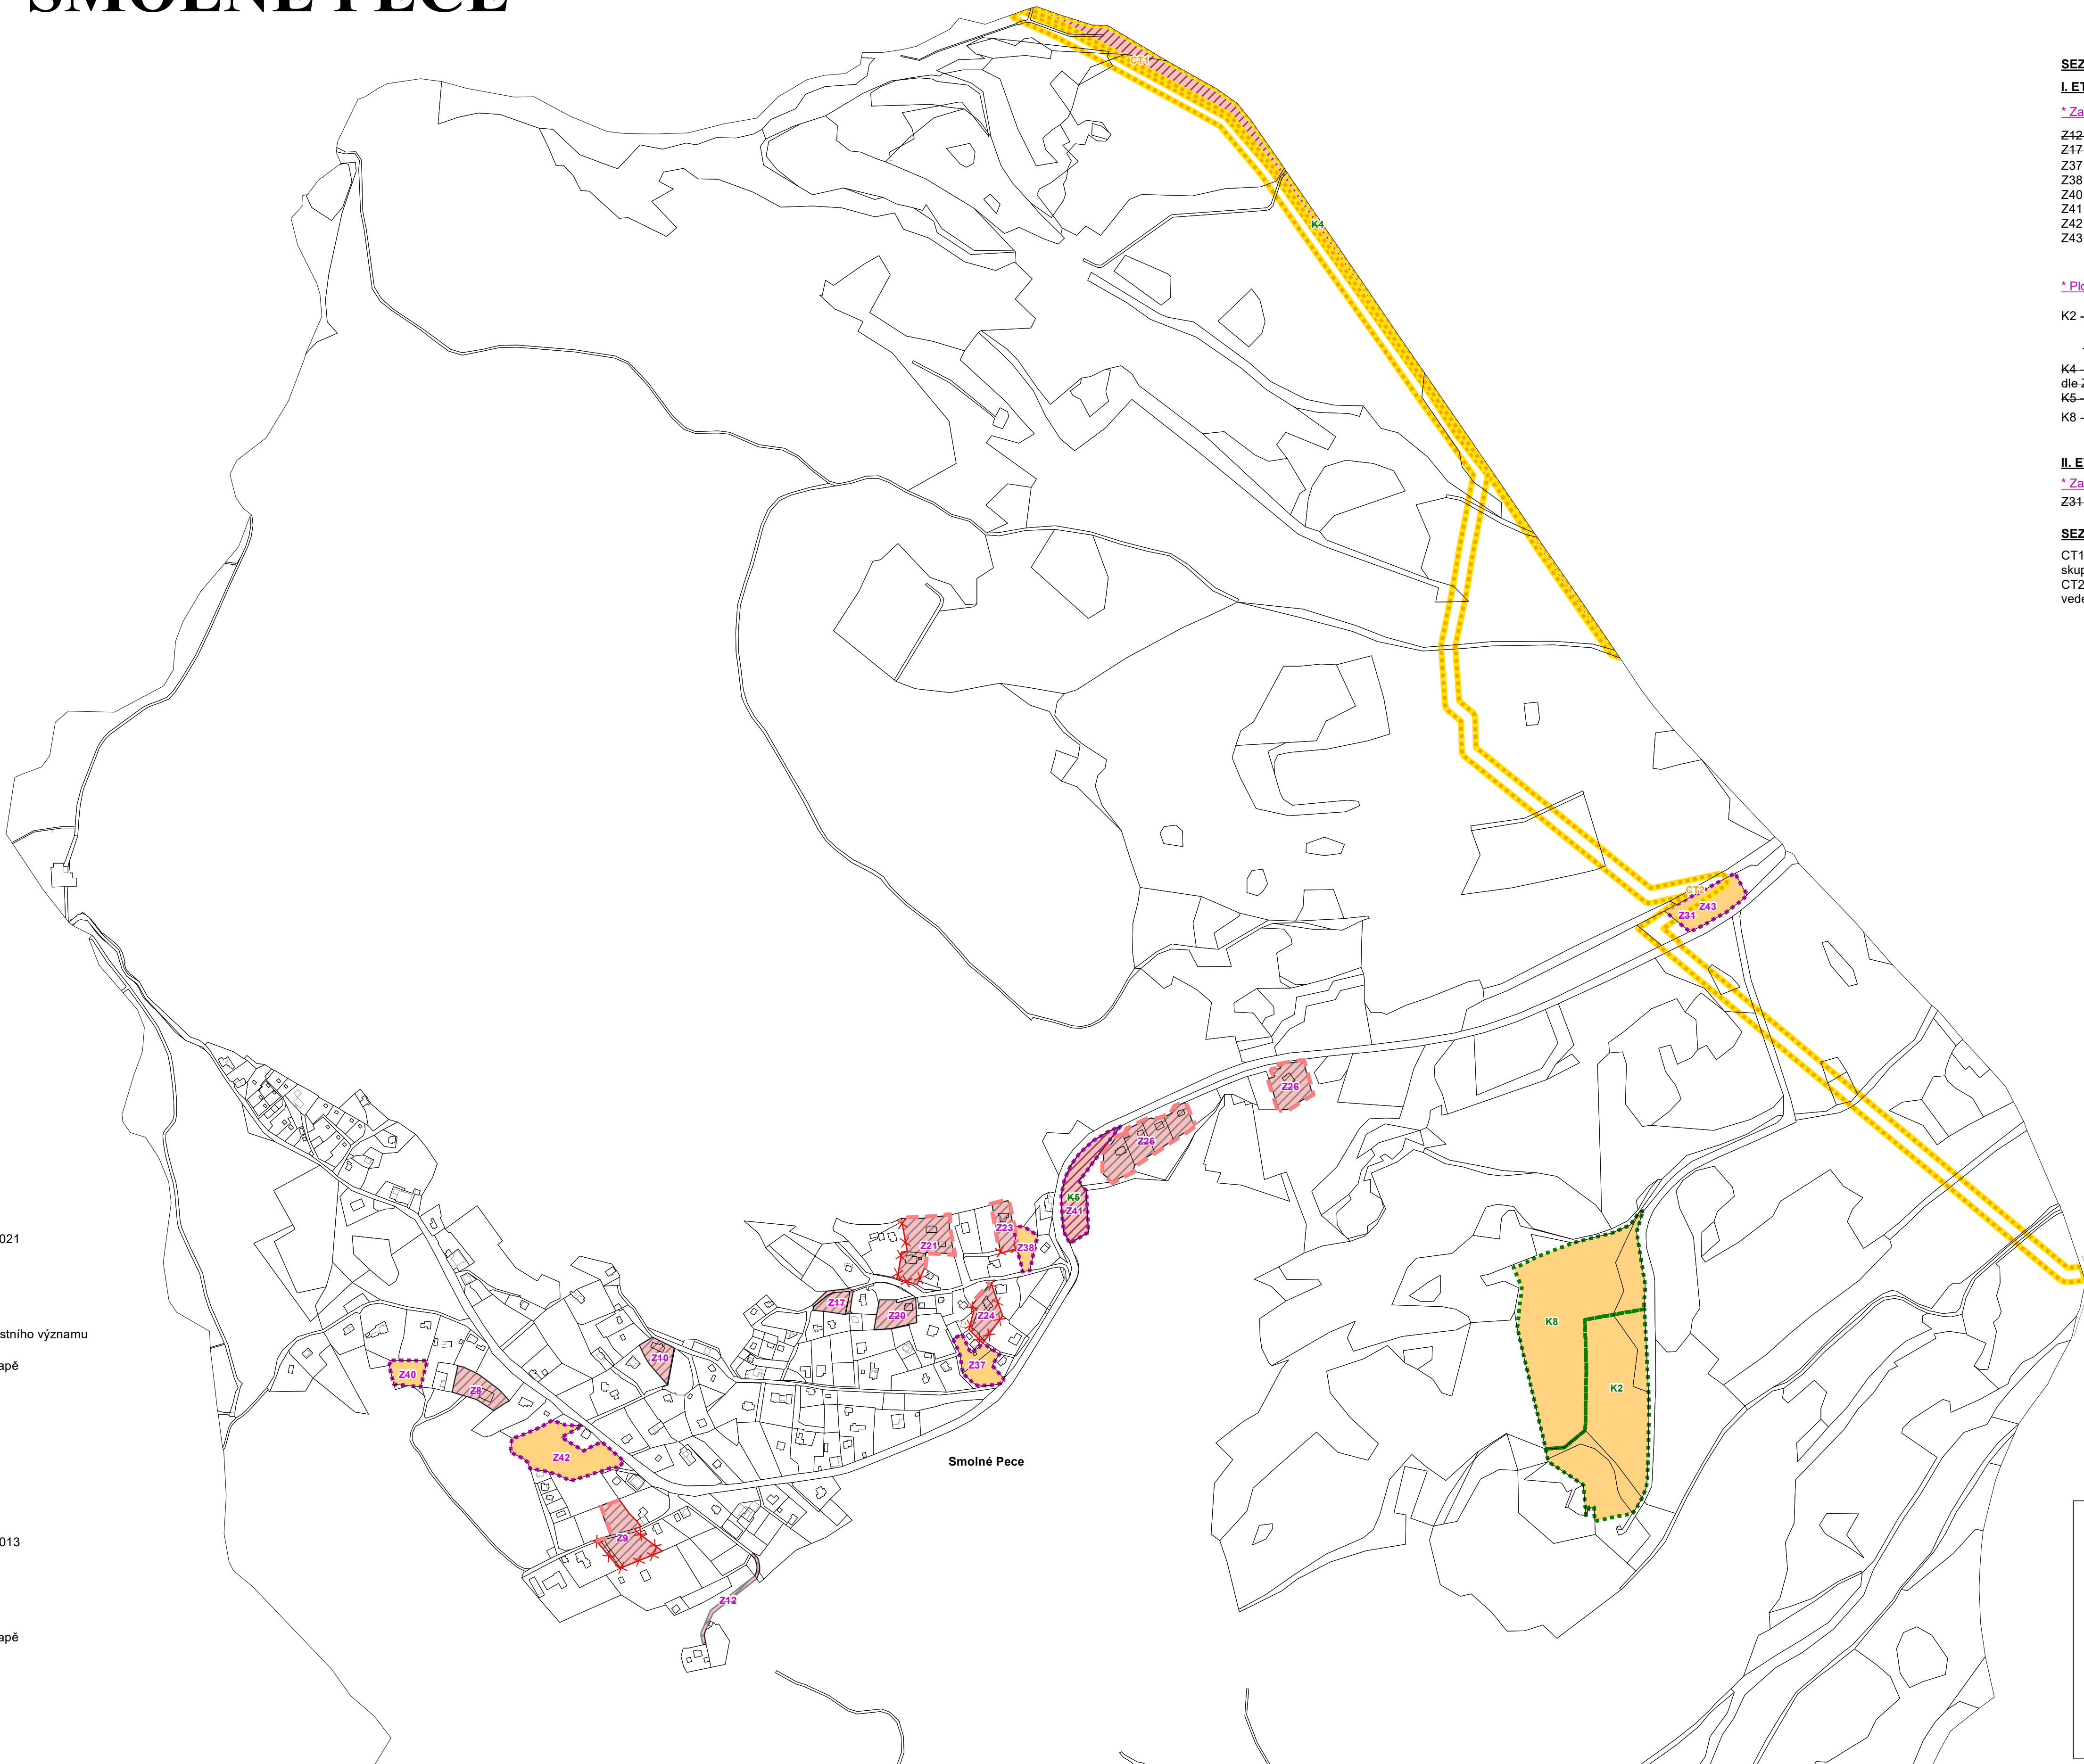 SMOLNÉ PECE
CT1
K4
CT2
Z43
Z31
Z26
Z26
K5
Z41
Z23
Z21
Z38
Z17
Z20
Z24
K8
Z10
Z37
Z40
Z8
K2
Z42
Smolné Pece
Z9
Z12
021
stního významu
apě
013
apě
SEZ
I. ET
* Za
Z12
Z17
Z37
Z38
Z40
Z41
Z42
Z43
* Plo
K2 -
K4 -
dle Z
K5 -
K8 -
II. E
* Za
Z31
SEZ
CT1
skup
CT2
vede